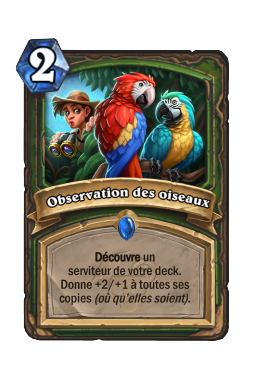 2
Observation des oiseaux
Découvre un
serviteur de votre deck.
Donne +2/+1 à toutes ses
copies (où qu'elles soient).